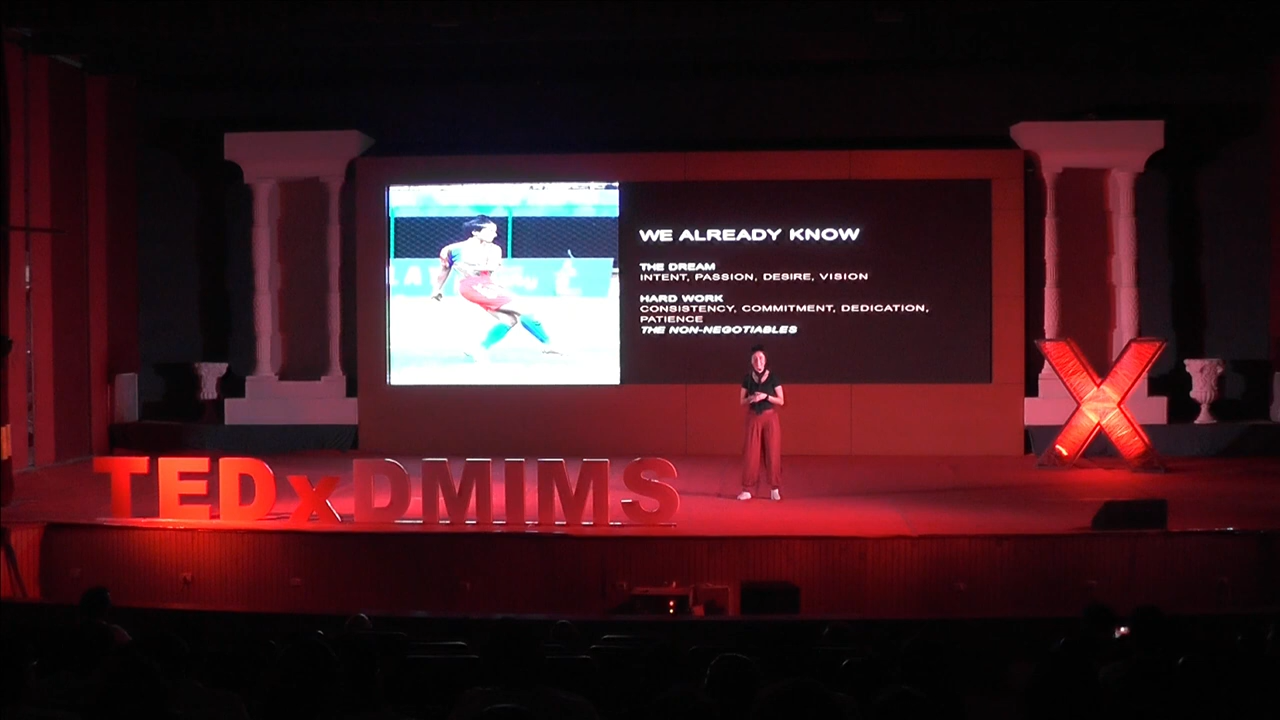 WE ALREADY KNOW
THE DREAM
INTENT, PASSION, DESIRE, VISION
HARD WORK
CONSISTENCY, COMMITMENT, DEDICATION,
PATIENCE
THE NON-NEGOTIABLES
X
TEDxDMIMS